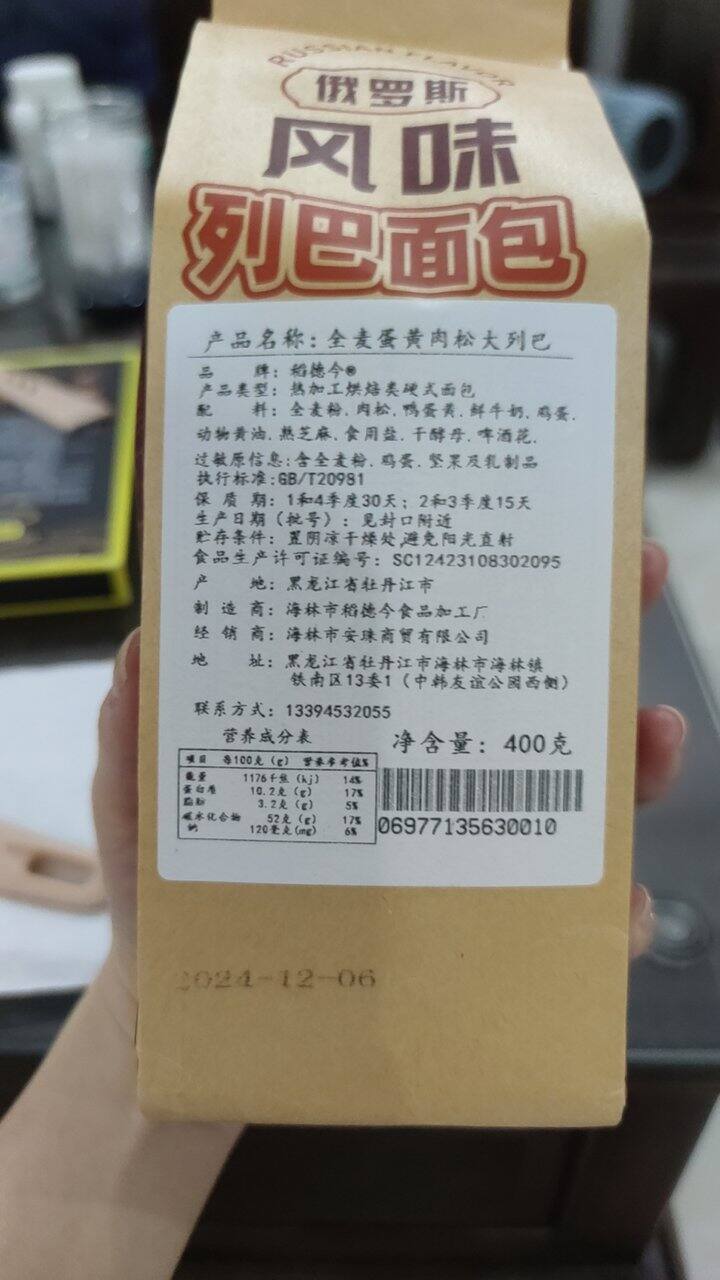 RUSSIAN FLAVOR
俄罗斯
风味
列巴面包
产品名称：全麦蛋黄肉松大列巴
品　　牌：稻德今®
产品类型：热加工烘焙类硬式面包
配　　料：全麦粉、肉松、鸭蛋黄、鲜牛奶、鸡蛋、
动物黄油、熟芝麻、食用盐、干酵母、啤酒花、
过敏原信息:含全麦粉、鸡蛋、坚果及乳制品
执行标准:GB/T20981
保 质 期：1和4季度30天；2和3季度15天
生产日期（批号）：见封口附近
贮存条件：置阴凉干燥处,避免阳光直射
食品生产许可证编号：SC12423108302095
产　　地：黑龙江省牡丹江市
制 造 商：海林市稻德今食品加工厂
经 销 商：海林市安珠商贸有限公司
地　　址：黑龙江省牡丹江市海林市海林镇
铁南区13委1（中韩友谊公园西侧）
联系方式：13394532055
营养成分表
净含量：400克
项目 每100克（g） 营养参考值%
能量 1176千焦（kj） 14%
蛋白质 10.2克（g） 17%
脂肪 3.2克（g） 5%
碳水化合物 52克（g） 17%
钠 120毫克(mg) 6%
06977135630010
2024-12-06